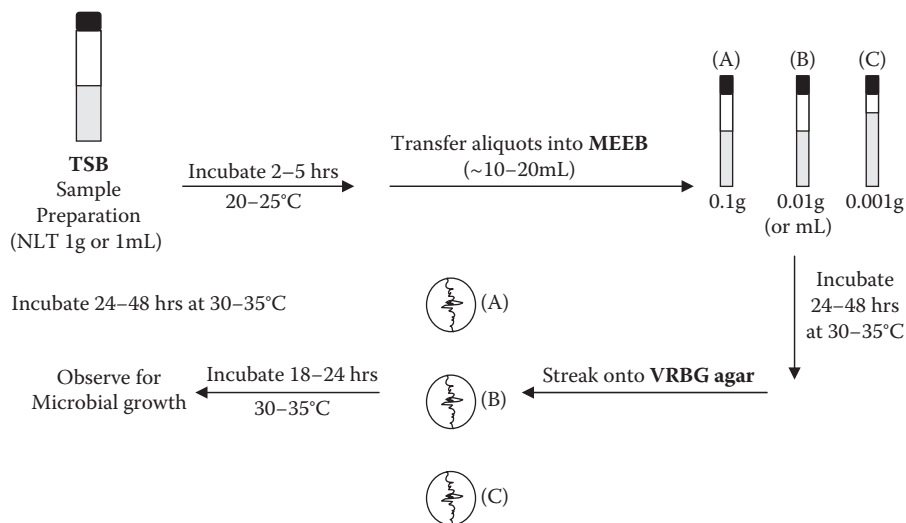 TSB
Sample
Preparation
(NLT 1g or 1mL)
Incubate 2–5 hrs
20–25°C
Transfer aliquots into MEEB
(~10–20mL)
(A)
(B)
(C)
0.1g
0.01g
(or mL)
0.001g
Incubate
24–48 hrs
at 30–35°C
Incubate 24–48 hrs at 30–35°C
(A)
Streak onto VRBG agar
(B)
Incubate 18–24 hrs
30–35°C
Observe for
Microbial growth
(C)